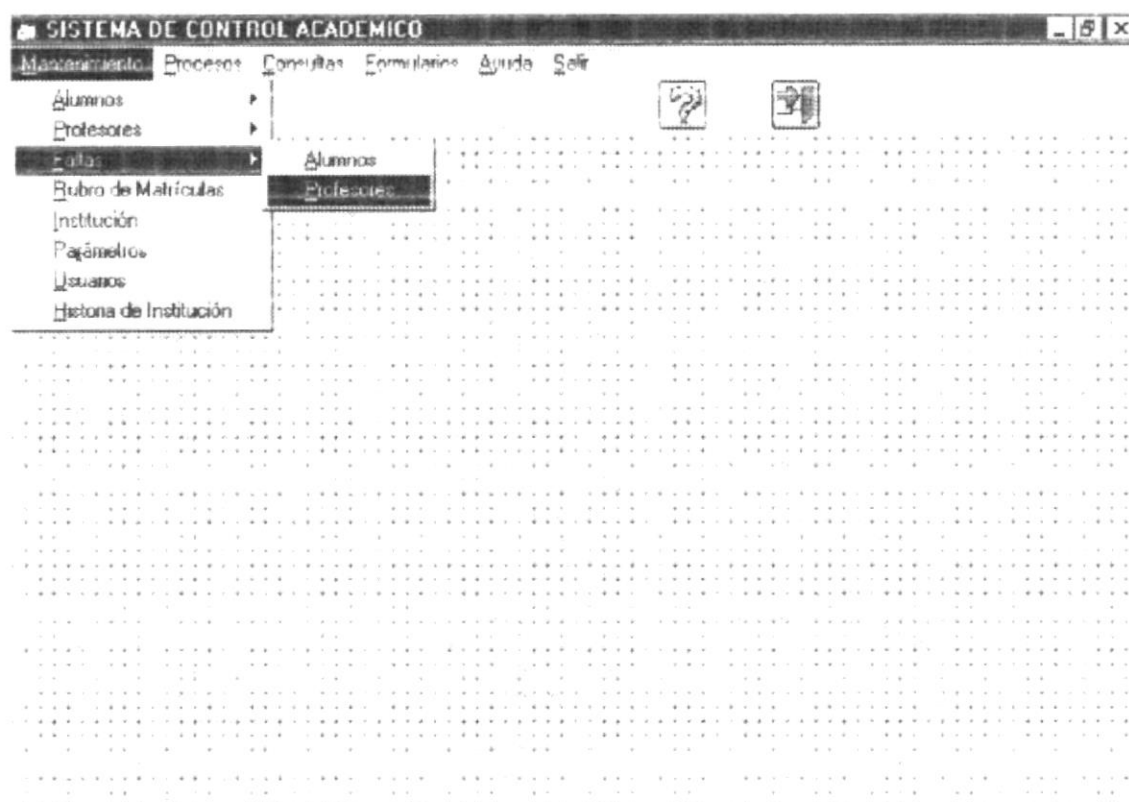 SISTEMA DE CONTROL ACADEMICO
Mantenimiento Procesos Consultas Formularios Ayuda Salir
Alumnos
Profesores
Faltas
Alumnos
Rubro de Matrículas
Profesores
Institución
Parámetros
Usuarios
Historia de Institución